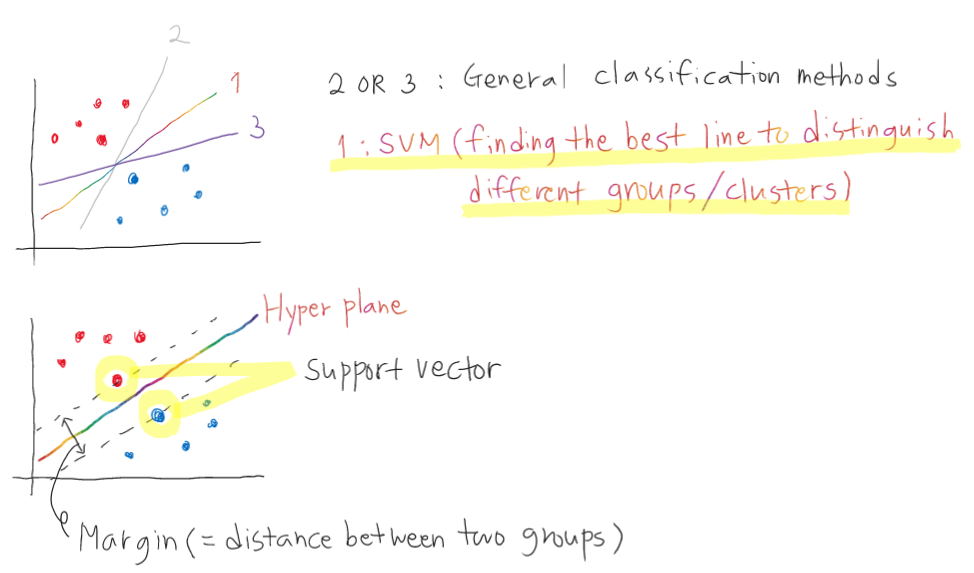 2
1
3
2 OR 3 : General classification methods
1 : SVM (finding the best line to distinguish
different groups/clusters)
Hyper plane
Support vector
Margin (= distance between two groups)